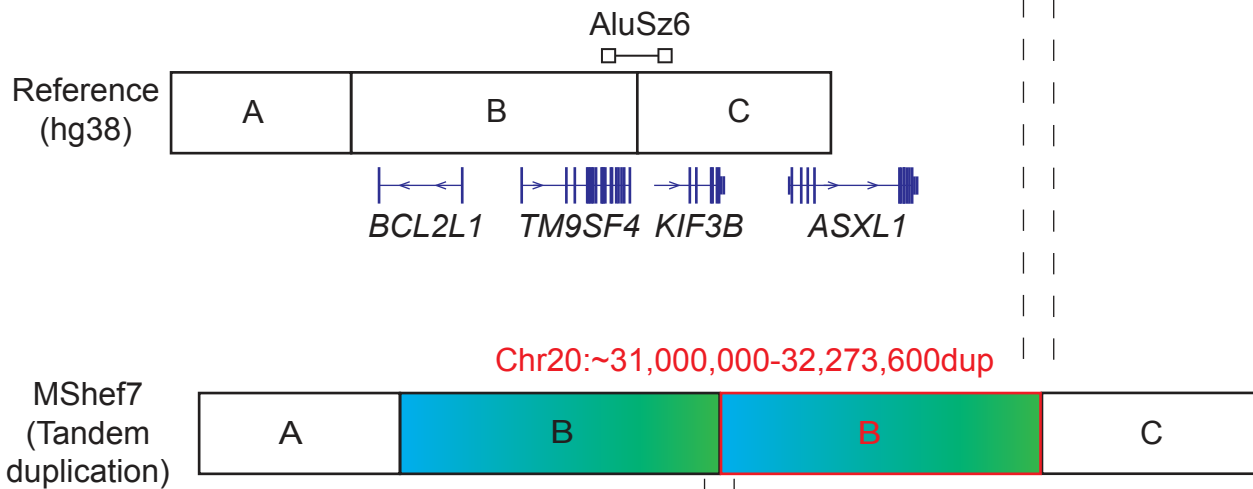 AluSz6
Reference
(hg38)
A B C
BCL2L1 TM9SF4 KIF3B ASXL1
Chr20:~31,000,000-32,273,600dup
MShef7
(Tandem
duplication)
A B B C